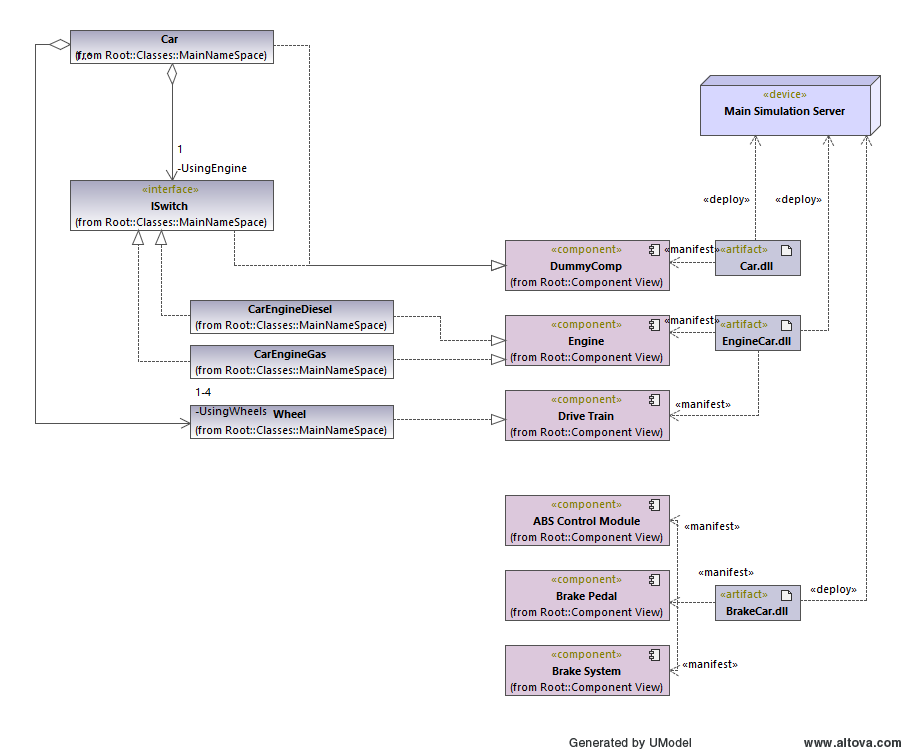 Car
(from Root::Classes::MainNameSpace)
1
-UsingEngine
«interface»
ISwitch
(from Root::Classes::MainNameSpace)
CarEngineDiesel
(from Root::Classes::MainNameSpace)
CarEngineGas
(from Root::Classes::MainNameSpace)
1-4
-UsingWheels
Wheel
(from Root::Classes::MainNameSpace)
«device»
Main Simulation Server
«deploy»
«deploy»
«component»
DummyComp
(from Root::Component View)
«manifest»
«artifact»
Car.dll
«component»
Engine
(from Root::Component View)
«manifest»
«artifact»
EngineCar.dll
«component»
Drive Train
(from Root::Component View)
«manifest»
«component»
ABS Control Module
(from Root::Component View)
«manifest»
«component»
Brake Pedal
(from Root::Component View)
«manifest»
«artifact»
BrakeCar.dll
«deploy»
«component»
Brake System
(from Root::Component View)
«manifest»
Generated by UModel
www.altova.com